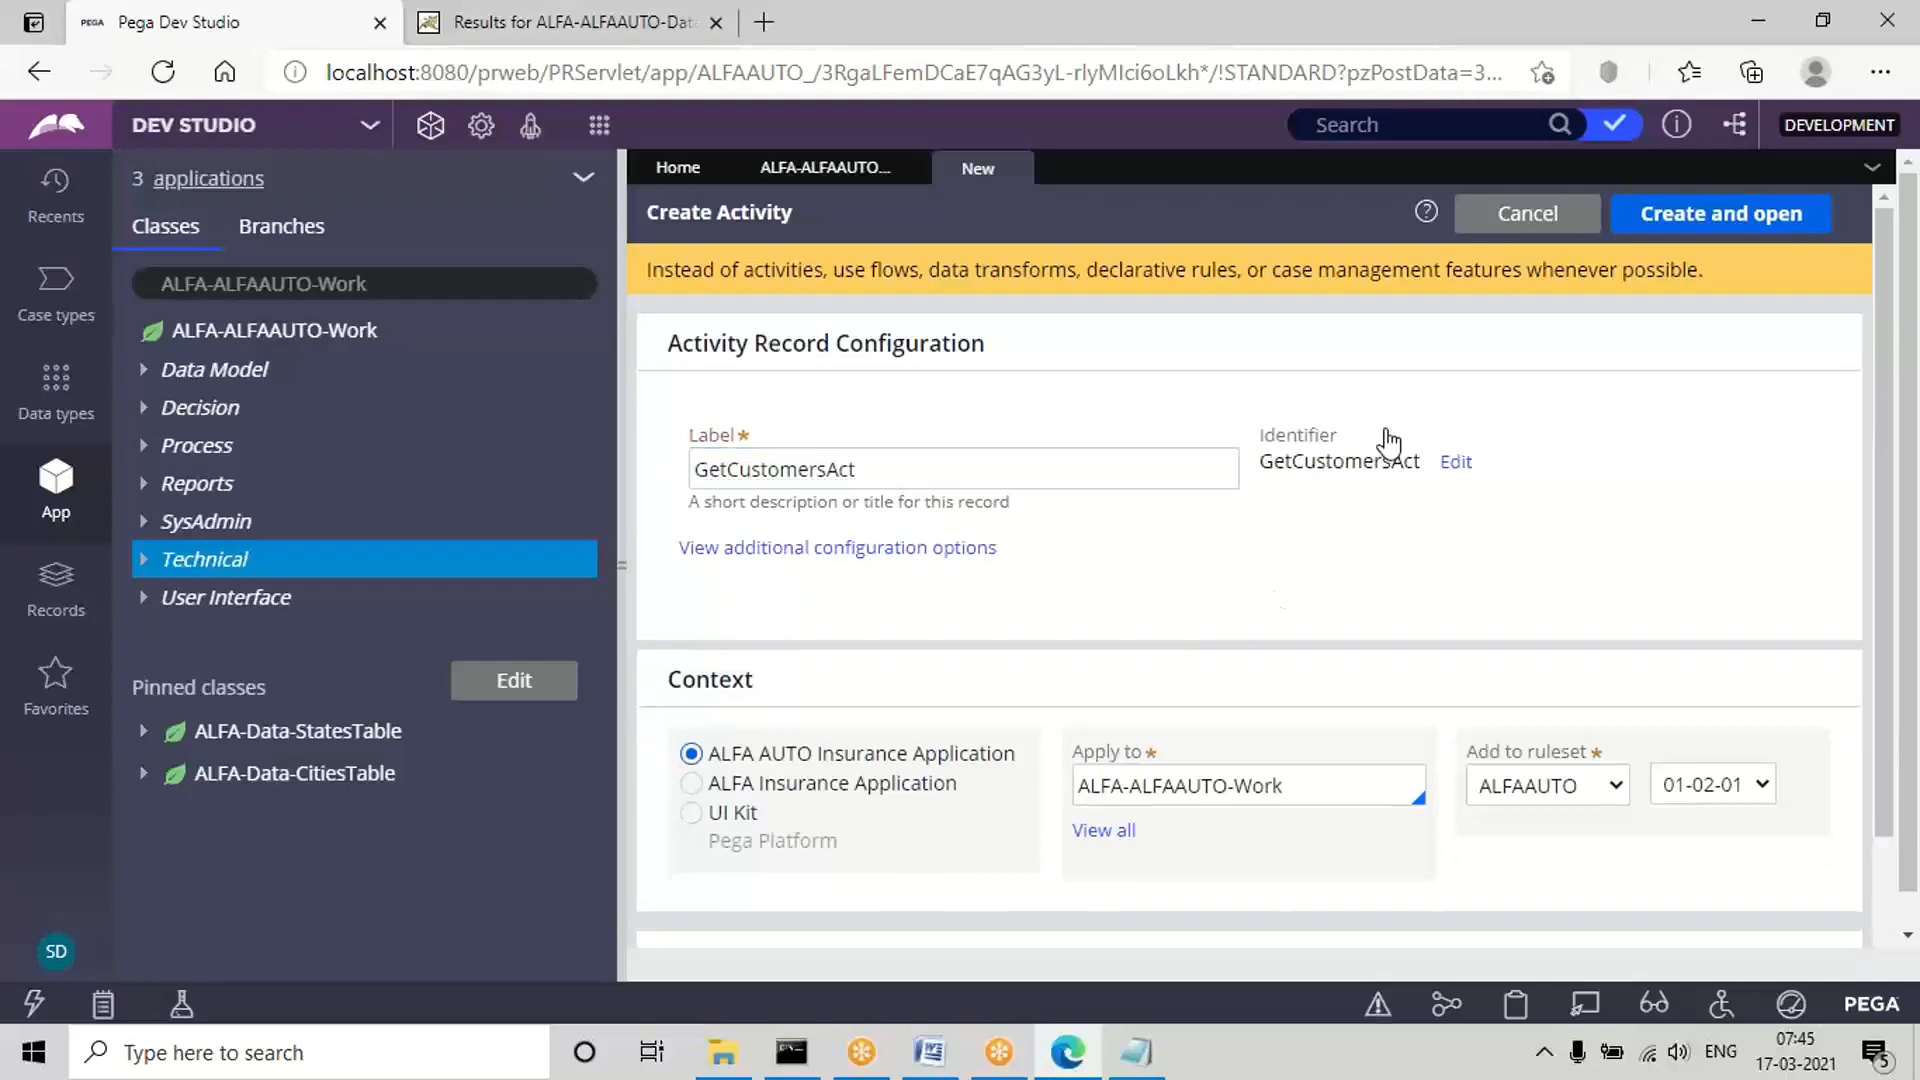 PEGA Pega Dev Studio
Results for ALFA-ALFAAUTO-Dat
localhost:8080/prweb/PRServlet/app/ALFAAUTO_/3RgaLFemDCaE7qAG3yL-rlyMIci6oLkh*/!STANDARD?pzPostData=3...
DEV STUDIO
Search
DEVELOPMENT
Recents
Case types
Data types
App
Records
Favorites
SD
3 applications
Classes Branches
ALFA-ALFAAUTO-Work
ALFA-ALFAAUTO-Work
Data Model
Decision
Process
Reports
SysAdmin
Technical
User Interface
Pinned classes Edit
ALFA-Data-StatesTable
ALFA-Data-CitiesTable
Home ALFA-ALFAAUTO... New
Create Activity
? Cancel Create and open
Instead of activities, use flows, data transforms, declarative rules, or case management features whenever possible.
Activity Record Configuration
Label*
GetCustomersAct
A short description or title for this record
Identifier
GetCustomersAct Edit
View additional configuration options
Context
ALFA AUTO Insurance Application
ALFA Insurance Application
UI Kit
Pega Platform
Apply to*
ALFA-ALFAAUTO-Work
View all
Add to ruleset*
ALFAAUTO 01-02-01
PEGA
Type here to search
ENG
07:45
17-03-2021
5